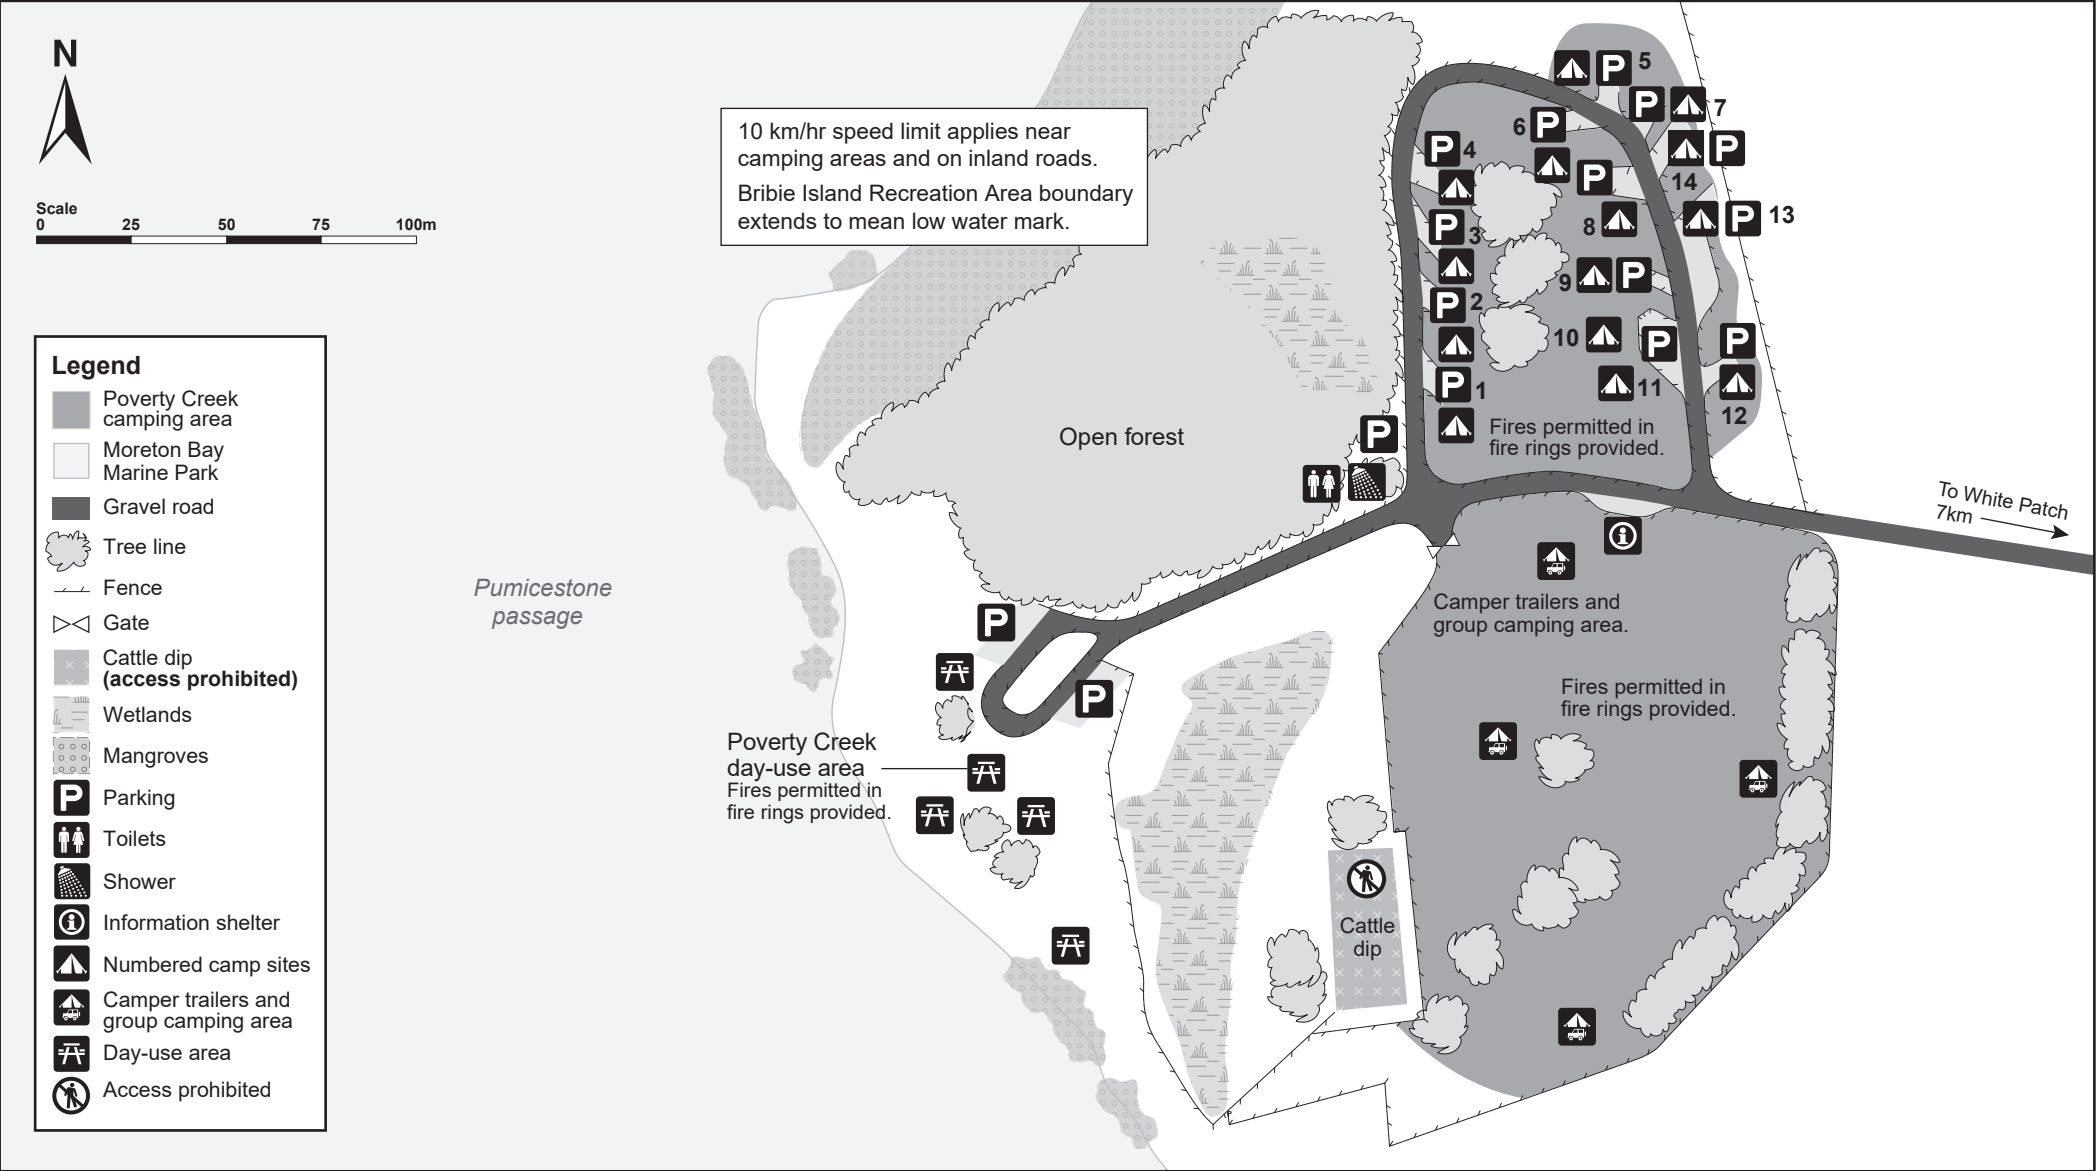 N
Scale
0 25 50 75 100m
10 km/hr speed limit applies near
camping areas and on inland roads.
Bribie Island Recreation Area boundary
extends to mean low water mark.
Legend
Poverty Creek
camping area
Moreton Bay
Marine Park
Gravel road
Tree line
Fence
Gate
Cattle dip
(access prohibited)
Wetlands
Mangroves
P Parking
Toilets
Shower
i Information shelter
Numbered camp sites
Camper trailers and
group camping area
Day-use area
Access prohibited
Pumicestone
passage
Open forest
P 5
P 7
6 P
P 4
P
P
14
P 3
8
P 13
9 P
P 2
10 P
P
P 1
11
12
Fires permitted in
fire rings provided.
P
To White Patch
7km
i
Camper trailers and
group camping area.
Fires permitted in
fire rings provided.
P
P
Poverty Creek
day-use area
Fires permitted in
fire rings provided.
Cattle
dip